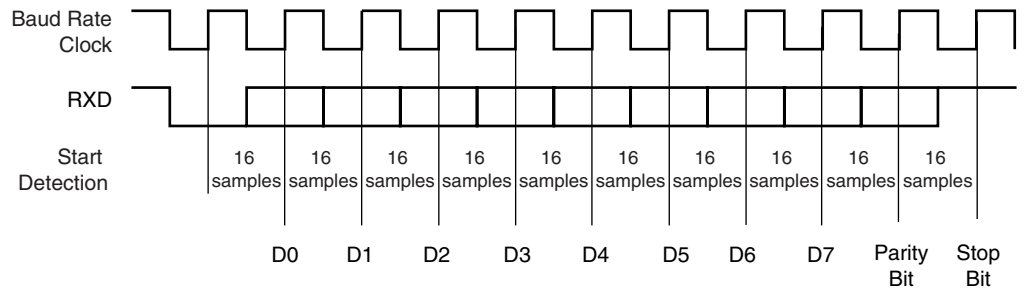 Baud Rate
Clock
RXD
Start
Detection
16 16 16 16 16 16 16 16 16 16
samples samples samples samples samples samples samples samples samples samples
D0 D1 D2 D3 D4 D5 D6 D7 Parity Stop
Bit Bit